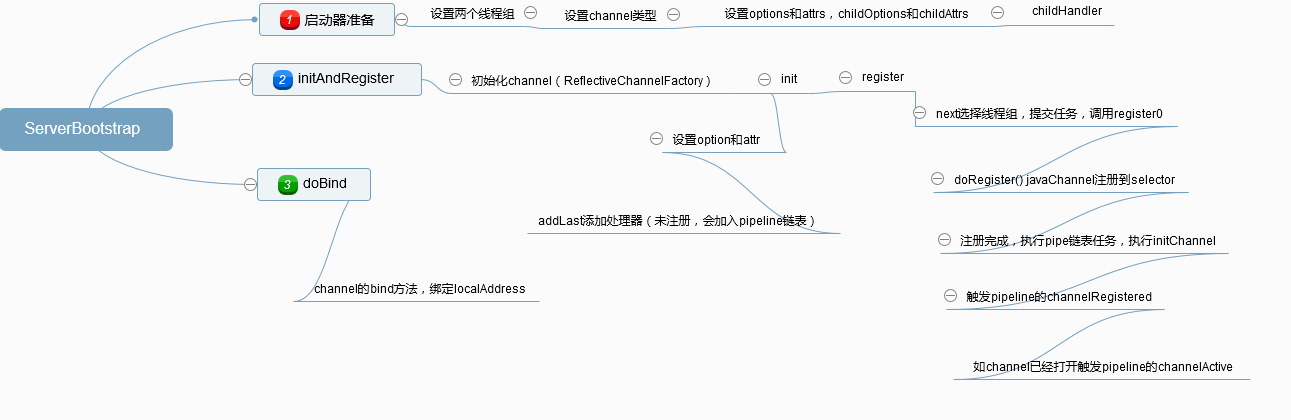 ServerBootstrap
1 启动器准备
设置两个线程组
设置channel类型
设置options和attrs，childOptions和childAttrs
childHandler
2 initAndRegister
初始化channel（ReflectiveChannelFactory）
init
register
设置option和attr
addLast添加处理器（未注册，会加入pipeline链表）
next选择线程组，提交任务，调用register0
doRegister() javaChannel注册到selector
注册完成，执行pipe链表任务，执行initChannel
触发pipeline的channelRegistered
如channel已经打开触发pipeline的channelActive
3 doBind
channel的bind方法，绑定localAddress